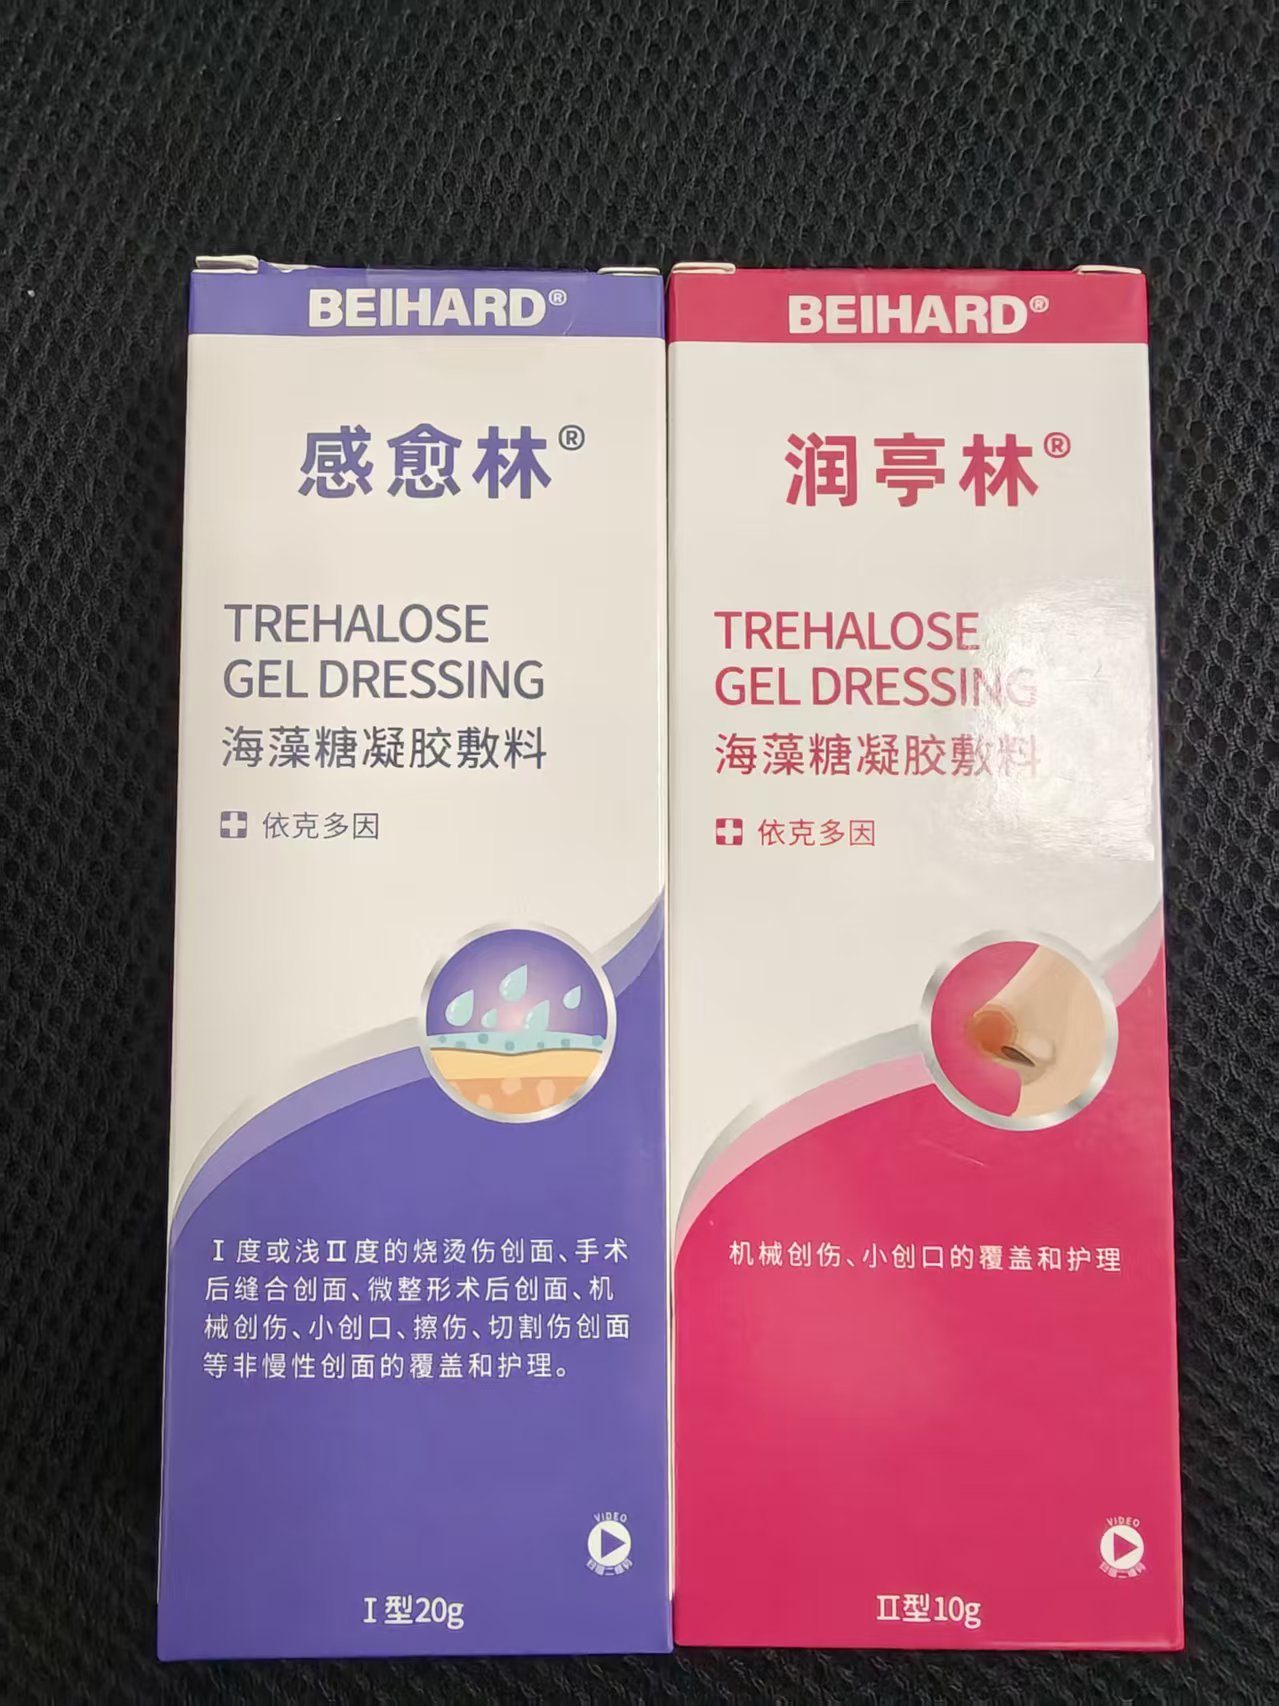 BEIHARD®
感愈林®
TREHALOSE
GEL DRESSING
海藻糖凝胶敷料
依克多因
Ⅰ度或浅Ⅱ度的烧烫伤创面、手术
后缝合创面、微整形术后创面、机
械创伤、小创口、擦伤、切割伤创面
等非慢性创面的覆盖和护理。
VIDEO
Ⅰ型20g
BEIHARD®
润亭林®
TREHALOSE
GEL DRESSING
海藻糖凝胶敷料
依克多因
机械创伤、小创口的覆盖和护理
VIDEO
Ⅱ型10g